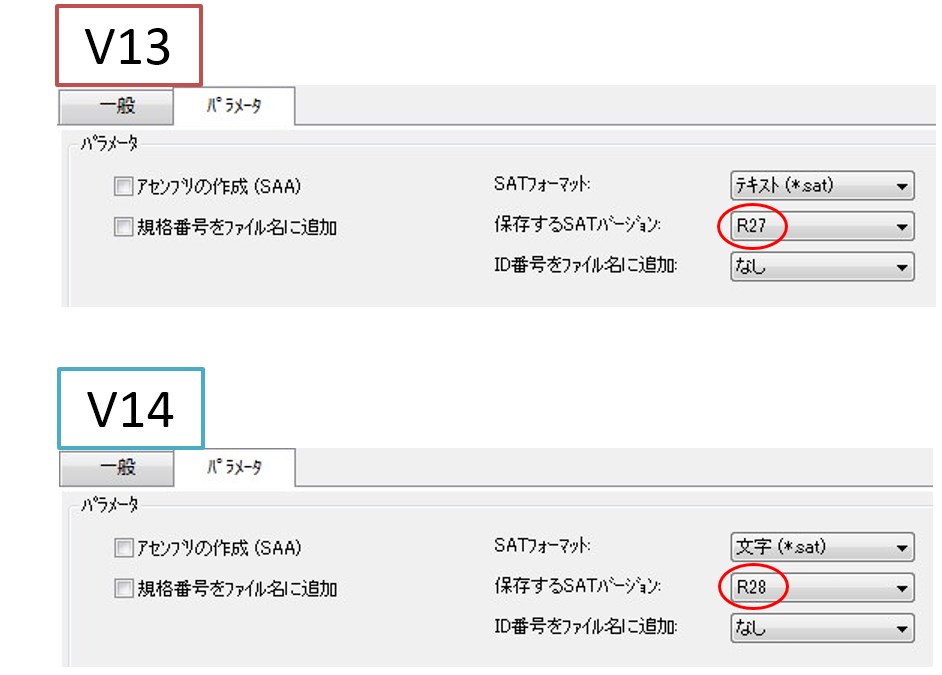 V13
一般 パラメータ
パラメータ
アセンブリの作成 (SAA) SATフォーマット: テキスト (*.sat)
規格番号をファイル名に追加 保存するSATバージョン: R27
ID番号をファイル名に追加: なし
V14
一般 パラメータ
パラメータ
アセンブリの作成 (SAA) SATフォーマット: 文字 (*.sat)
規格番号をファイル名に追加 保存するSATバージョン: R28
ID番号をファイル名に追加: なし